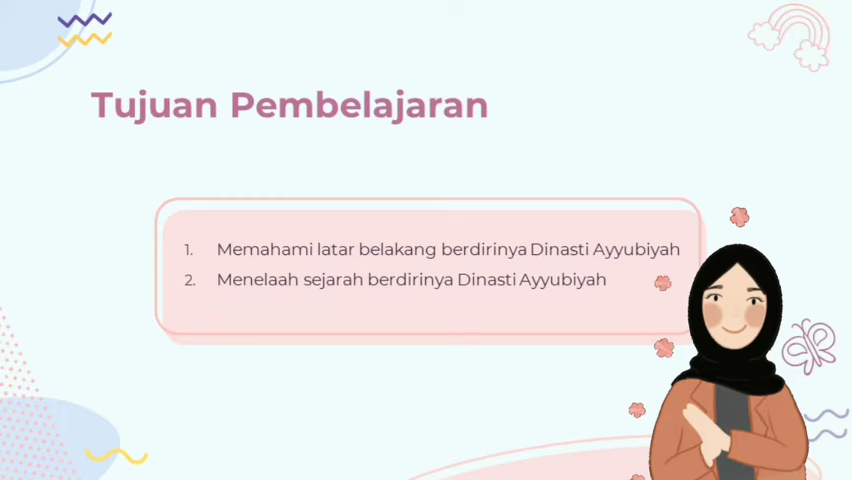 Tujuan Pembelajaran
1. Memahami latar belakang berdirinya Dinasti Ayyubiyah
2. Menelaah sejarah berdirinya Dinasti Ayyubiyah